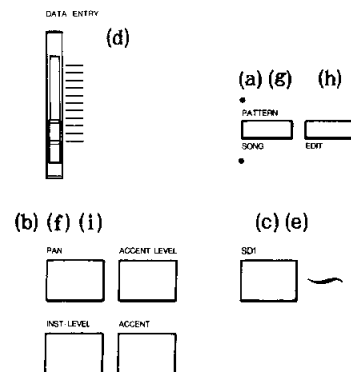 DATA ENTRY
(d)
(a) (g) (h)
PATTERN
SONG EDIT
(b) (f) (i) (c) (e)
PAN ACCENT LEVEL SD1
INST-LEVEL ACCENT